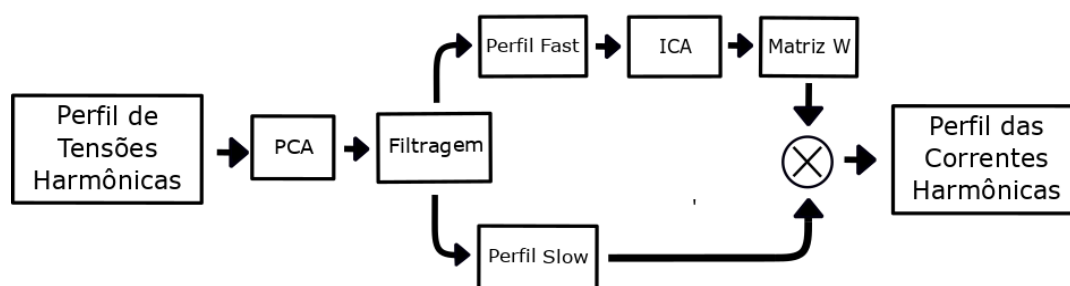 Perfil de
Tensões
Harmônicas
PCA
Filtragem
Perfil Fast
ICA
Matriz W
Perfil Slow
Perfil das
Correntes
Harmônicas